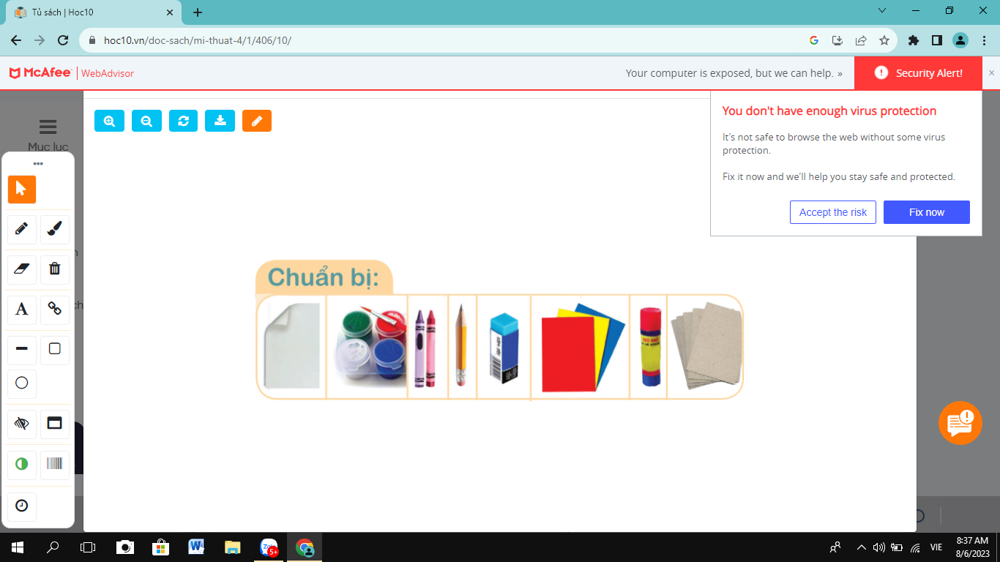 Tủ sách | Hoc10
hoc10.vn/doc-sach/mi-thuat-4/1/406/10/
McAfee | WebAdvisor
Your computer is exposed, but we can help. »
Security Alert!
You don't have enough virus protection
It's not safe to browse the web without some virus
protection.
Fix it now and we'll help you stay safe and protected.
Accept the risk
Fix now
Mục lục
A
Chuẩn bị:
KEO KHÔ
5+
VIE
8:37 AM
8/6/2023